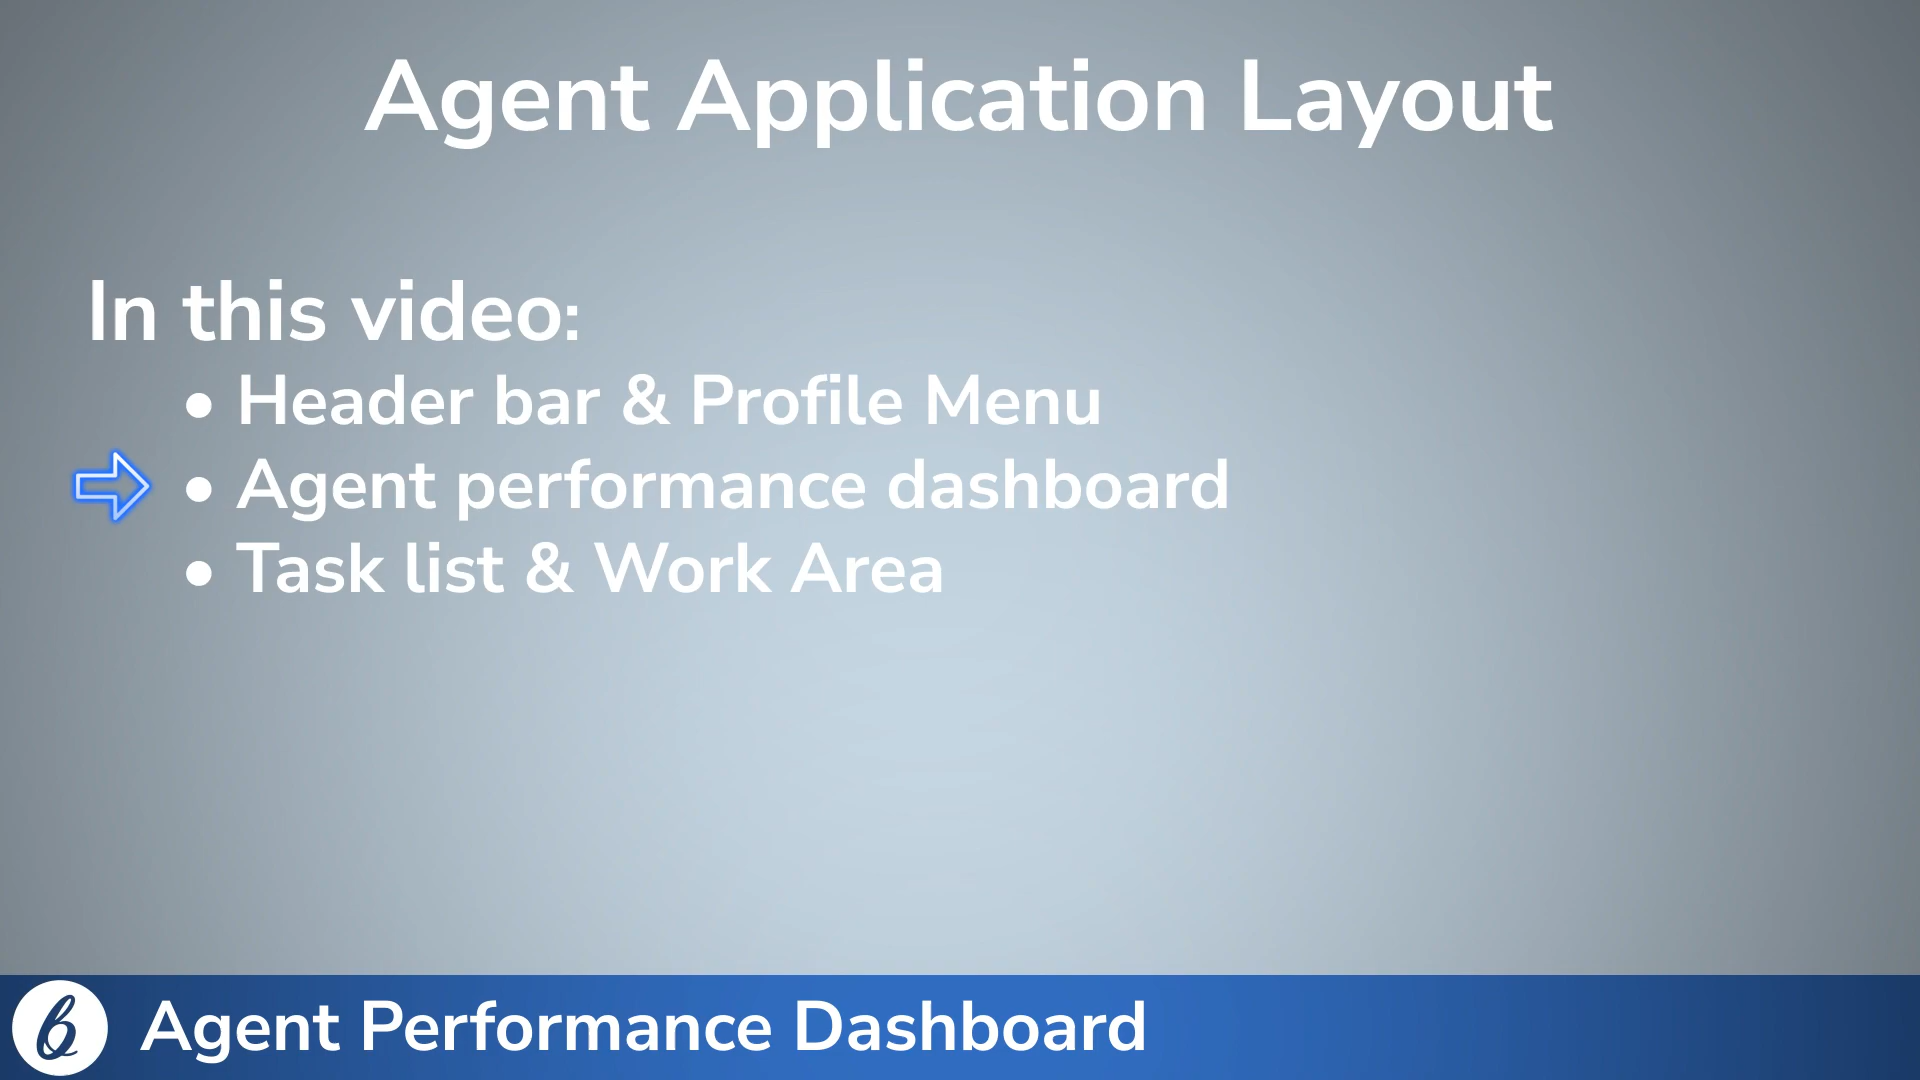 Agent Application Layout
In this video:
• Header bar & Profile Menu
• Agent performance dashboard
• Task list & Work Area
b Agent Performance Dashboard